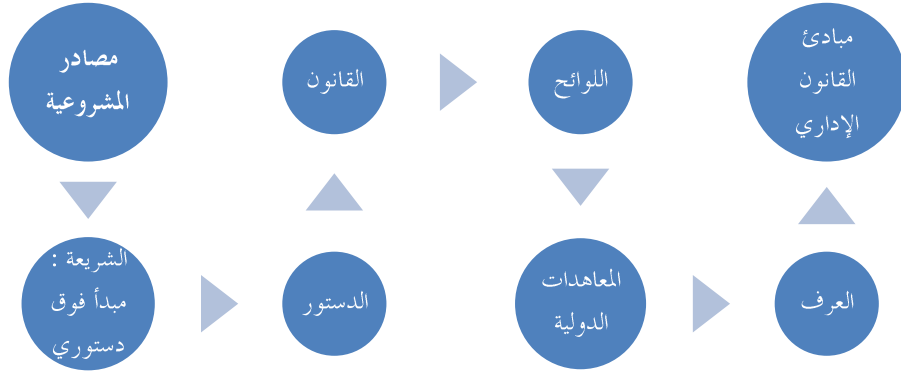 مصادر
المشروعية
الشريعة :
مبدأ فوق
دستوري
الدستور
القانون
اللوائح
المعاهدات
الدولية
العرف
مبادئ
القانون
الإداري